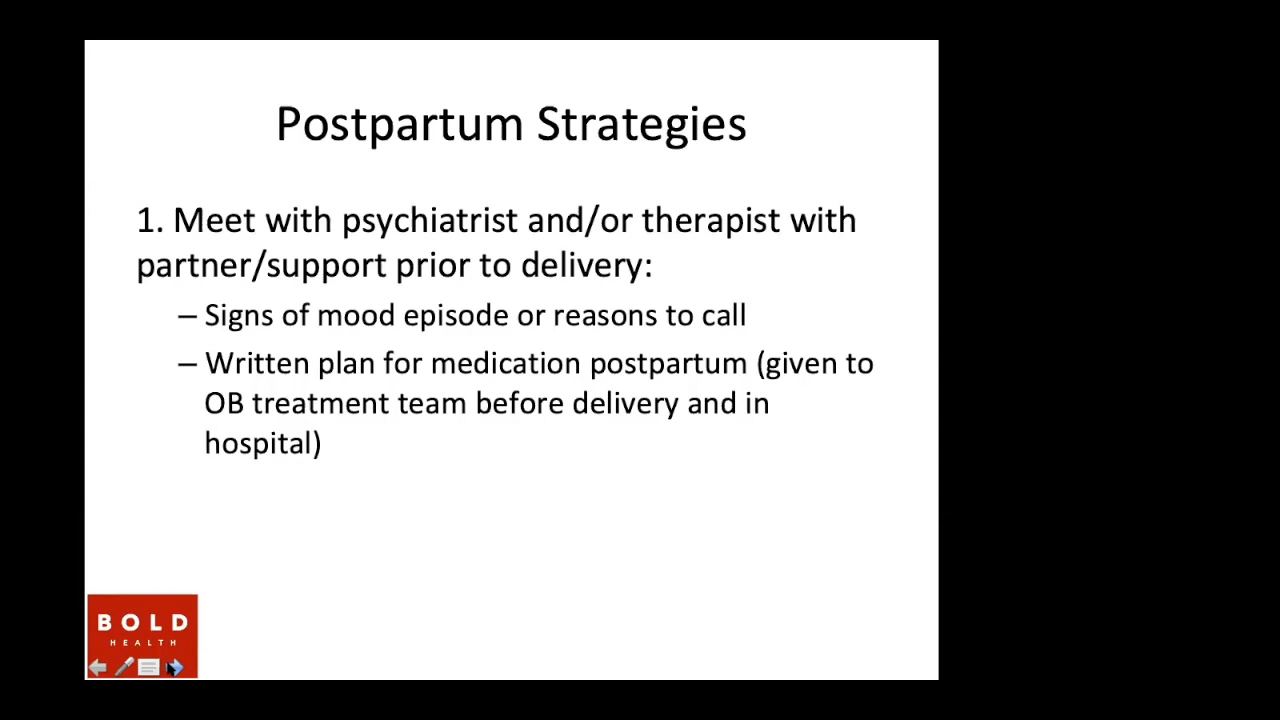 Postpartum Strategies
1. Meet with psychiatrist and/or therapist with
partner/support prior to delivery:
– Signs of mood episode or reasons to call
– Written plan for medication postpartum (given to
OB treatment team before delivery and in
hospital)
BOLD
HEALTH